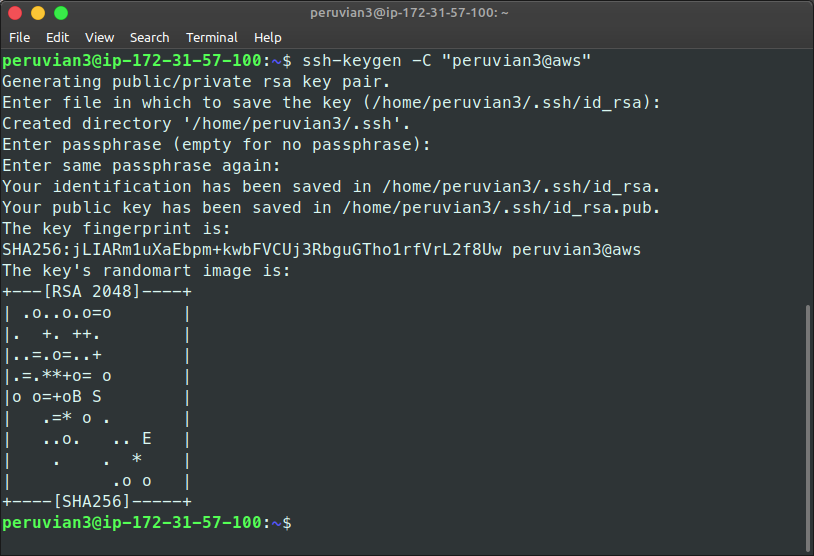 peruvian3@ip-172-31-57-100: ~
File Edit View Search Terminal Help
peruvian3@ip-172-31-57-100:~$ ssh-keygen -C "peruvian3@aws"
Generating public/private rsa key pair.
Enter file in which to save the key (/home/peruvian3/.ssh/id_rsa):
Created directory '/home/peruvian3/.ssh'.
Enter passphrase (empty for no passphrase):
Enter same passphrase again:
Your identification has been saved in /home/peruvian3/.ssh/id_rsa.
Your public key has been saved in /home/peruvian3/.ssh/id_rsa.pub.
The key fingerprint is:
SHA256:jLIARm1uXaEbpm+kwbFVCUj3RbguGTho1rfVrL2f8Uw peruvian3@aws
The key's randomart image is:
+---[RSA 2048]----+
| .o..o.o=o       |
|.  +. ++.        |
|..=.o=..+        |
|.=.**+o= o       |
|o o=+oB S        |
|   .=* o .       |
|   ..o.   .. E   |
|    .    .  *    |
|          .o o   |
+----[SHA256]-----+
peruvian3@ip-172-31-57-100:~$